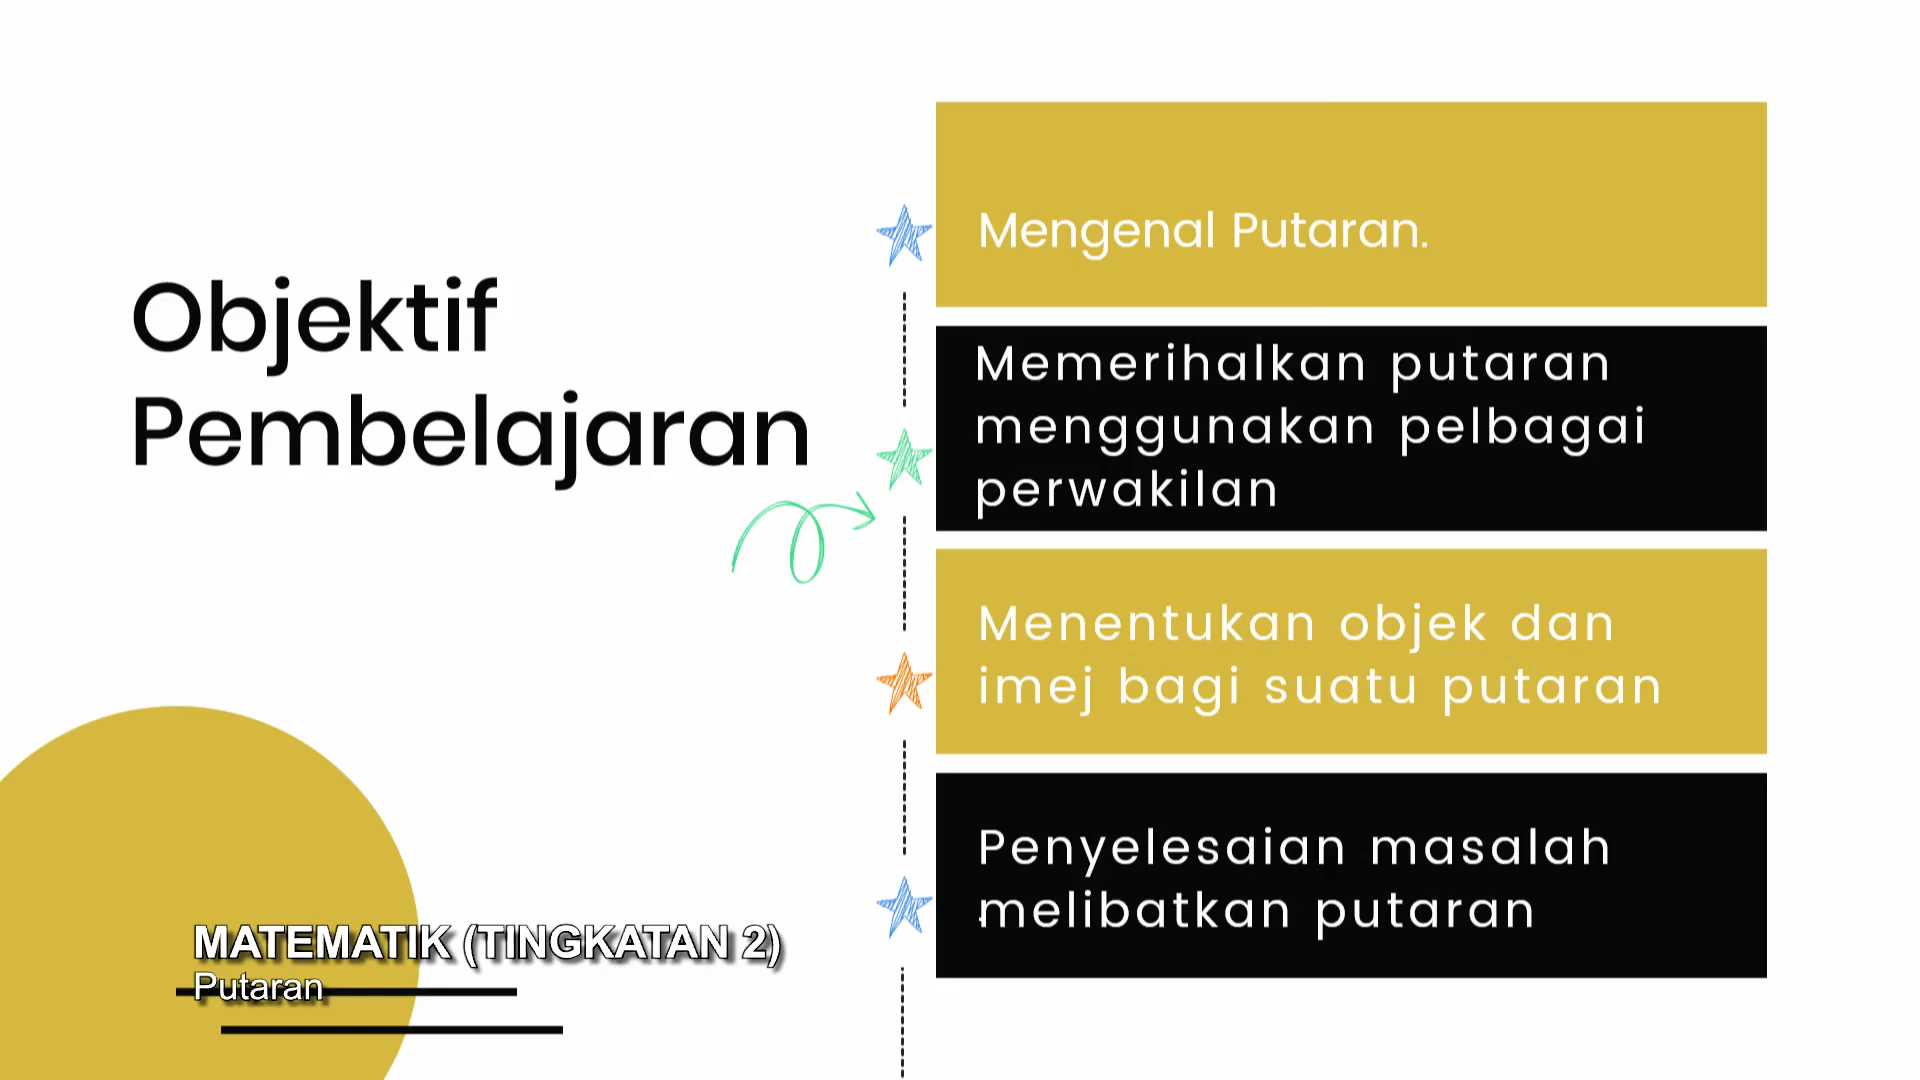 Objektif
Pembelajaran
Mengenal Putaran.
Memerihalkan putaran
menggunakan pelbagai
perwakilan
Menentukan objek dan
imej bagi suatu putaran
Penyelesaian masalah
melibatkan putaran
MATEMATIK (TINGKATAN 2)
Putaran